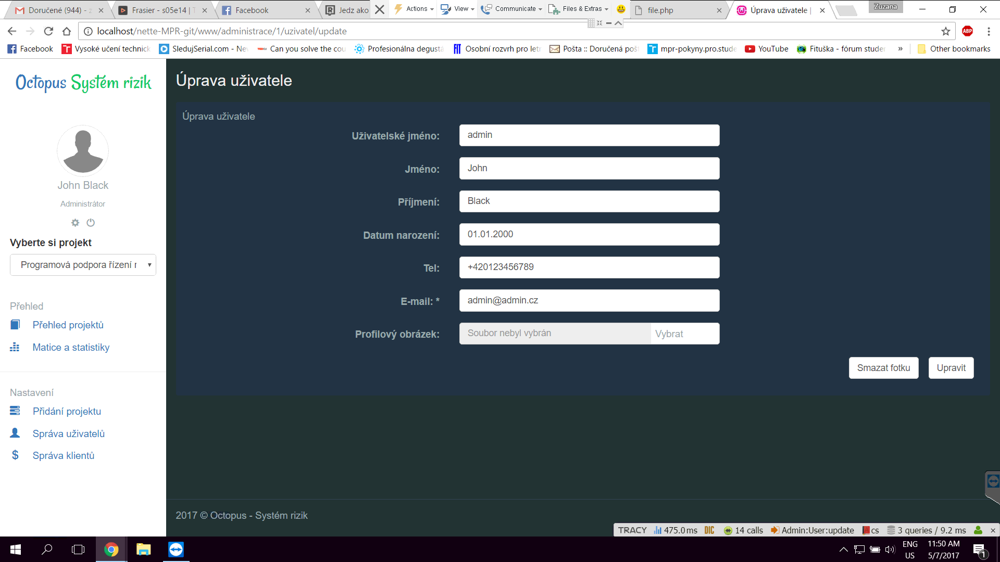 Doručené (944) - z
Frasier - s05e14 | T
Facebook
Jedz ako
Actions
View
Communicate
Files & Extras
file.php
Úprava uživatele |
Zuzana
localhost/nette-MPR-git/www/administrace/1/uzivatel/update
ABP
Facebook
Vysoké učení technick
SledujSerial.com - Nev
Can you solve the cou
Profesionálna degustá
Osobní rozvrh pro letn
Pošta :: Doručená pošt
mpr-pokyny.pro.stude
YouTube
Fituška - fórum studen
»
Other bookmarks
Octopus Systém rizik
John Black
Administrátor
Vyberte si projekt
Programová podpora řízení r
Přehled
Přehled projektů
Matice a statistiky
Nastavení
Přidání projektu
Správa uživatelů
Správa klientů
Úprava uživatele
Úprava uživatele
Uživatelské jméno: admin
Jméno: John
Příjmení: Black
Datum narození: 01.01.2000
Tel: +420123456789
E-mail: * admin@admin.cz
Profilový obrázek: Soubor nebyl vybrán Vybrat
Smazat fotku Upravit
2017 © Octopus - Systém rizik
TRACY 475.0 ms DIC 14 calls Admin:User:update cs 3 queries / 9.2 ms ×
ENG
US
11:50 AM
5/7/2017
1